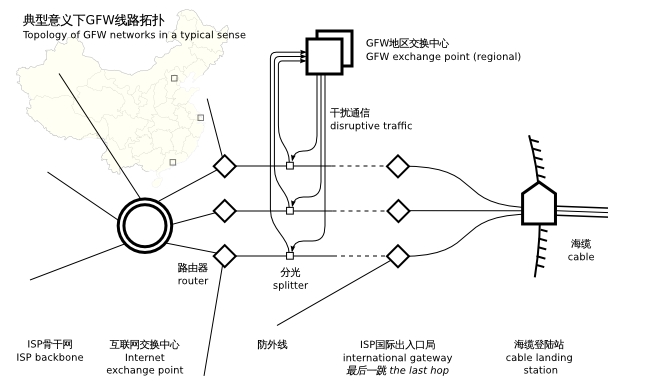 典型意义下GFW线路拓扑
Topology of GFW networks in a typical sense
GFW地区交换中心
GFW exchange point (regional)
干扰通信
disruptive traffic
路由器
router
分光
splitter
海缆
cable
ISP骨干网
ISP backbone
互联网交换中心
Internet
exchange point
防外线
ISP国际出入口局
international gateway
最后一跳 the last hop
海缆登陆站
cable landing
station